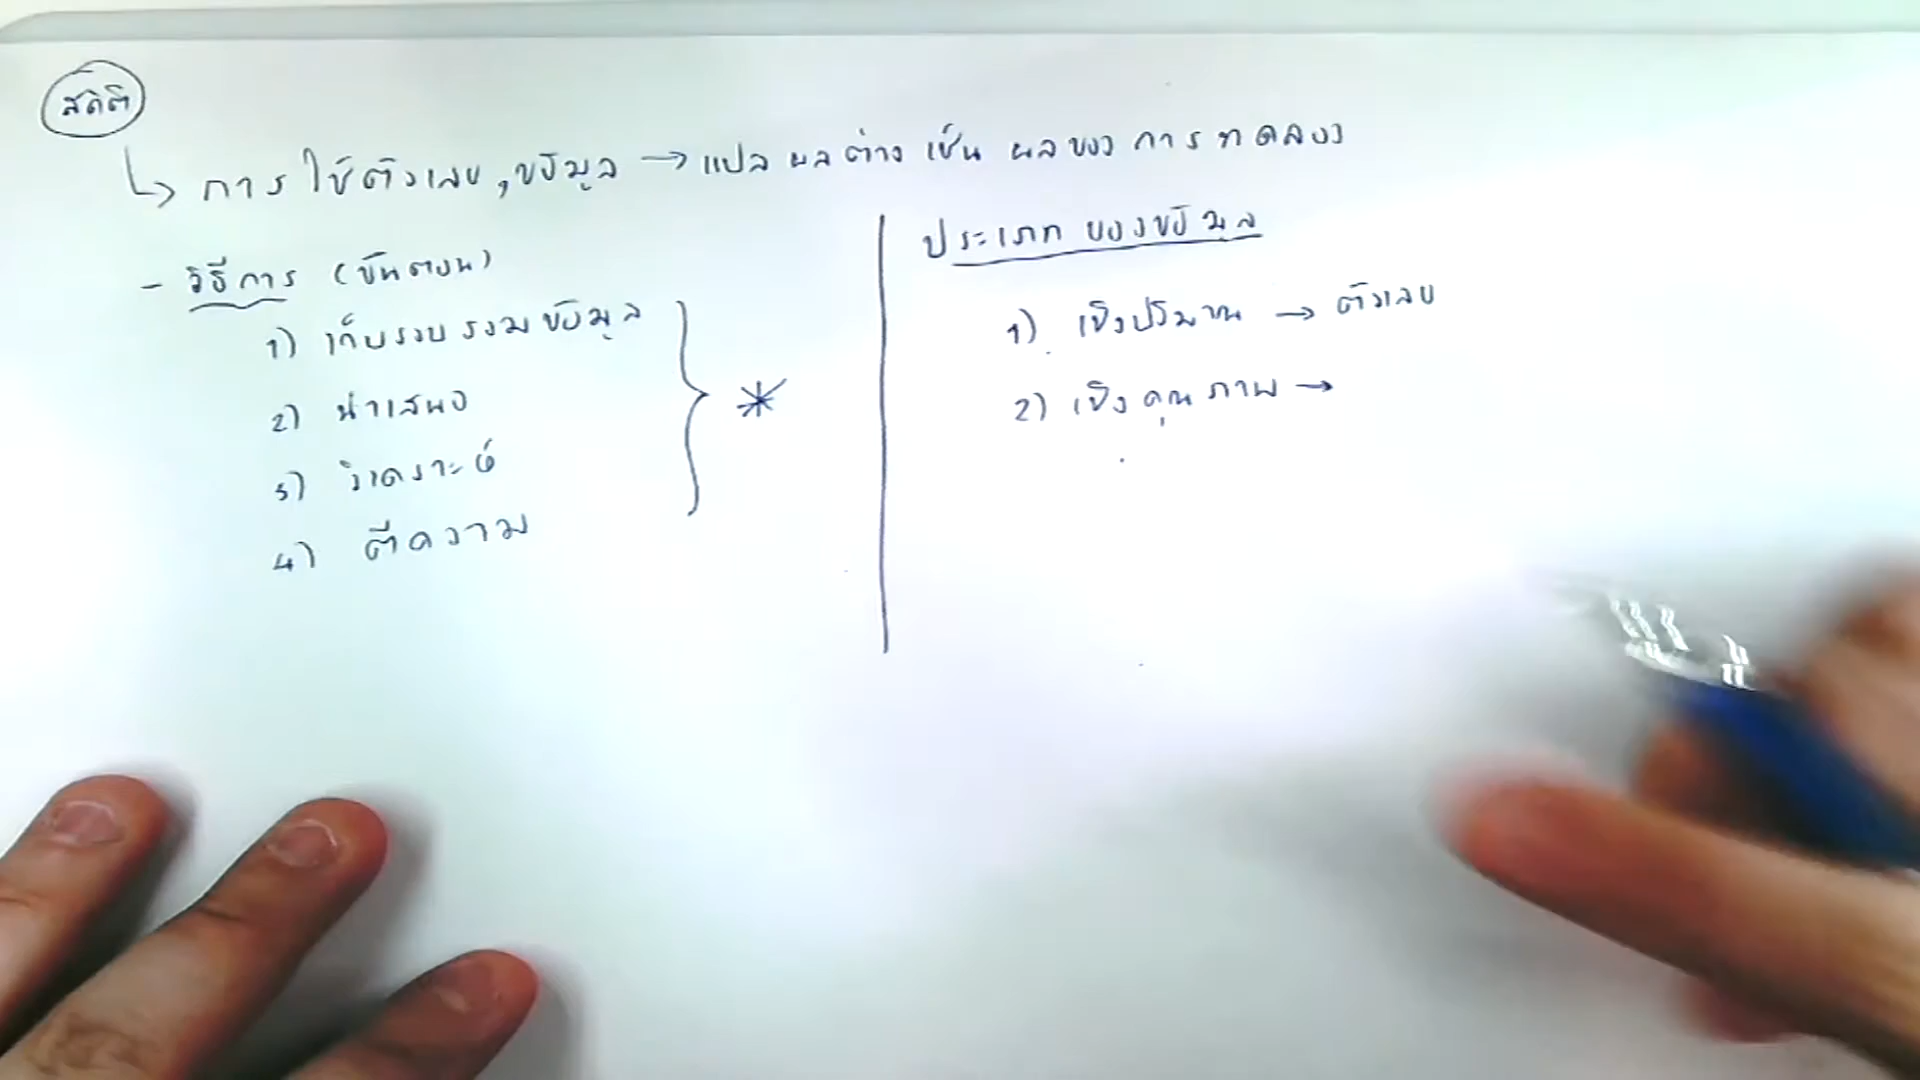 สถิติ
↳ การใช้ตัวเลข, ข้อมูล → แปลผลต่าง เช่น ผลของการทดลอง
- วิธีการ (ขั้นตอน)
1) เก็บรวบรวมข้อมูล
2) นำเสนอ
3) วิเคราะห์
4) ตีความ
*
ประเภทของข้อมูล
1) เชิงปริมาณ → ตัวเลข
2) เชิงคุณภาพ →